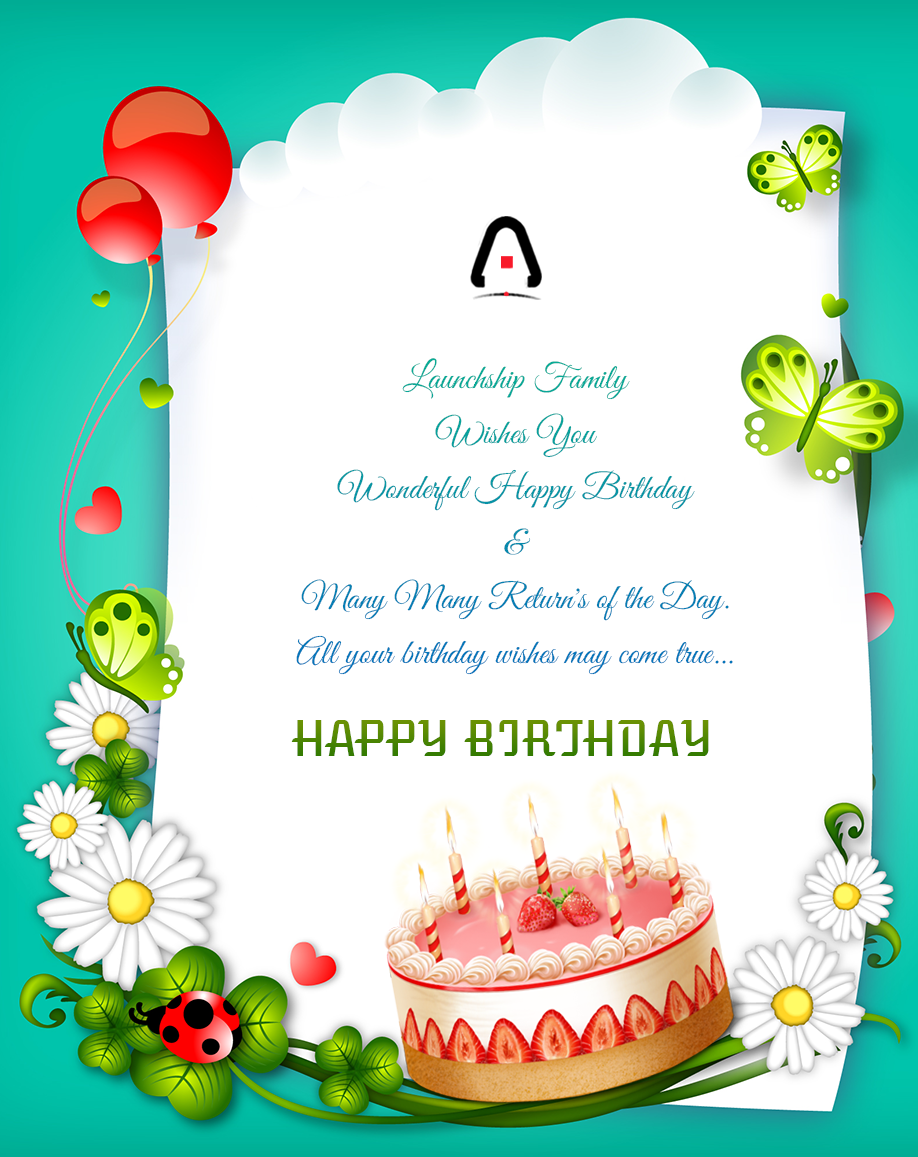 Launchship Family
Wishes You
Wonderful Happy Birthday
&
Many Many Return's of the Day.
All your birthday wishes may come true...
HAPPY BIRTHDAY